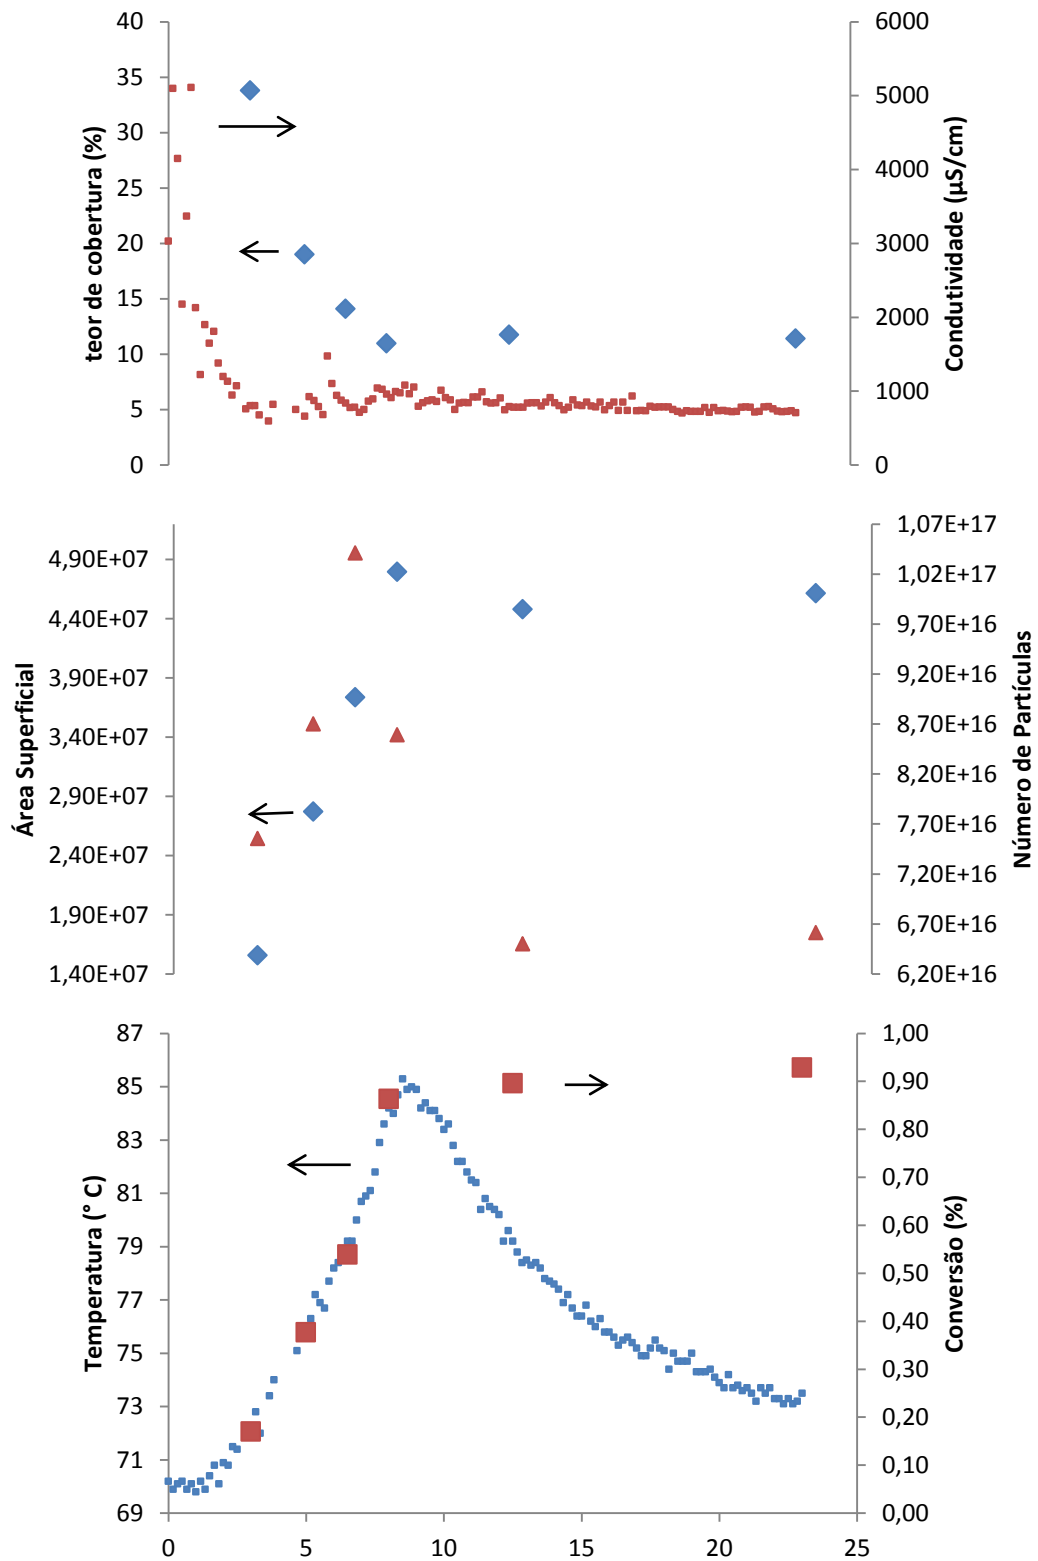 teor de cobertura (%)
40
35
30
25
20
15
10
5
0
6000
5000
4000
3000
2000
1000
0
Condutividade (µS/cm)
Área Superficial
4,90E+07
4,40E+07
3,90E+07
3,40E+07
2,90E+07
2,40E+07
1,90E+07
1,40E+07
1,07E+17
1,02E+17
9,70E+16
9,20E+16
8,70E+16
8,20E+16
7,70E+16
7,20E+16
6,70E+16
6,20E+16
Número de Partículas
Temperatura (° C)
87
85
83
81
79
77
75
73
71
69
1,00
0,90
0,80
0,70
0,60
0,50
0,40
0,30
0,20
0,10
0,00
Conversão (%)
0 5 10 15 20 25